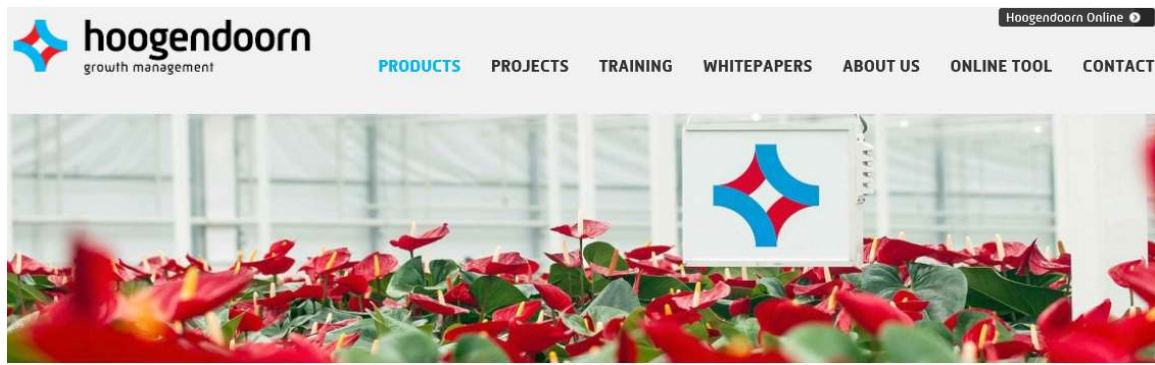 Hoogendoorn Online
hoogendoorn
growth management
PRODUCTS PROJECTS TRAINING WHITEPAPERS ABOUT US ONLINE TOOL CONTACT